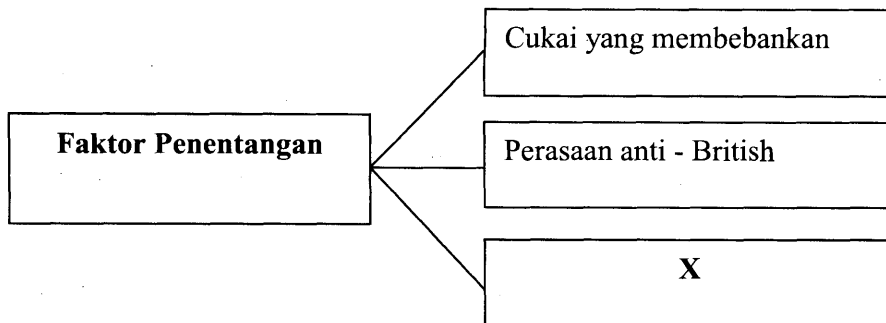 Cukai yang membebankan
Faktor Penentangan
Perasaan anti - British
X